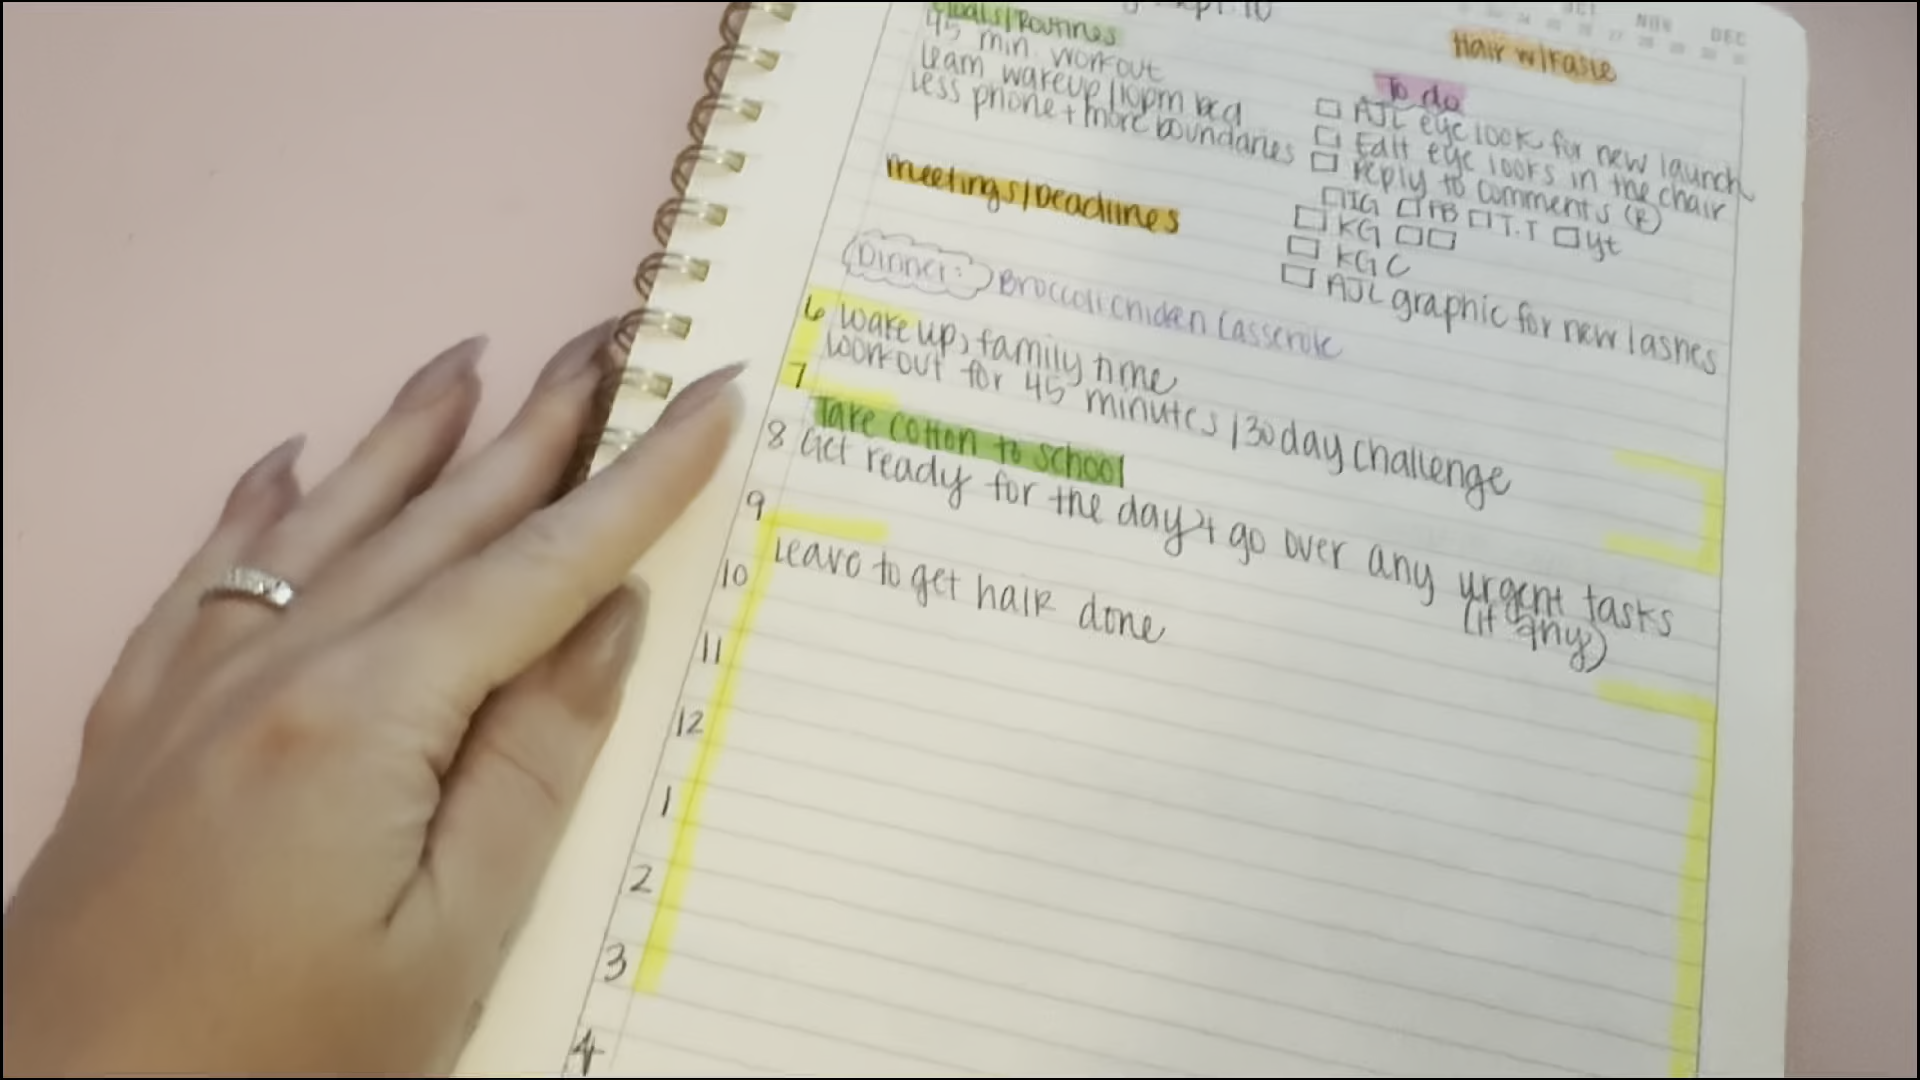 Goals/Routines
45 min. workout
6am wakeup/10pm bed
less phone + more boundaries
Meetings/Deadlines
OCT NOV DEC
Hair w/
To do
□ AJL eye look for new launch
□ Edit eye looks in the chair
□ Reply to comments
□ IG □ FB □ T.T □ yt
□ KG □ □
□ KGC
□ AJL graphic for new lashes
Dinner: Broccoli chicken Casserole
6 Wake up, family time
Workout for 45 minutes / 30 day challenge
7
Take cotton to school
8 Get ready for the day + go over any urgent tasks
(if any)
9
Leave to get hair done
10
11
12
1
2
3
4